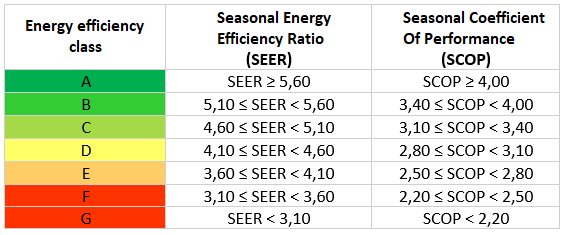 Energy efficiency class
Seasonal Energy Efficiency Ratio (SEER)
Seasonal Coefficient Of Performance (SCOP)
A SEER ≥ 5,60 SCOP ≥ 4,00
B 5,10 ≤ SEER < 5,60 3,40 ≤ SCOP < 4,00
C 4,60 ≤ SEER < 5,10 3,10 ≤ SCOP < 3,40
D 4,10 ≤ SEER < 4,60 2,80 ≤ SCOP < 3,10
E 3,60 ≤ SEER < 4,10 2,50 ≤ SCOP < 2,80
F 3,10 ≤ SEER < 3,60 2,20 ≤ SCOP < 2,50
G SEER < 3,10 SCOP < 2,20